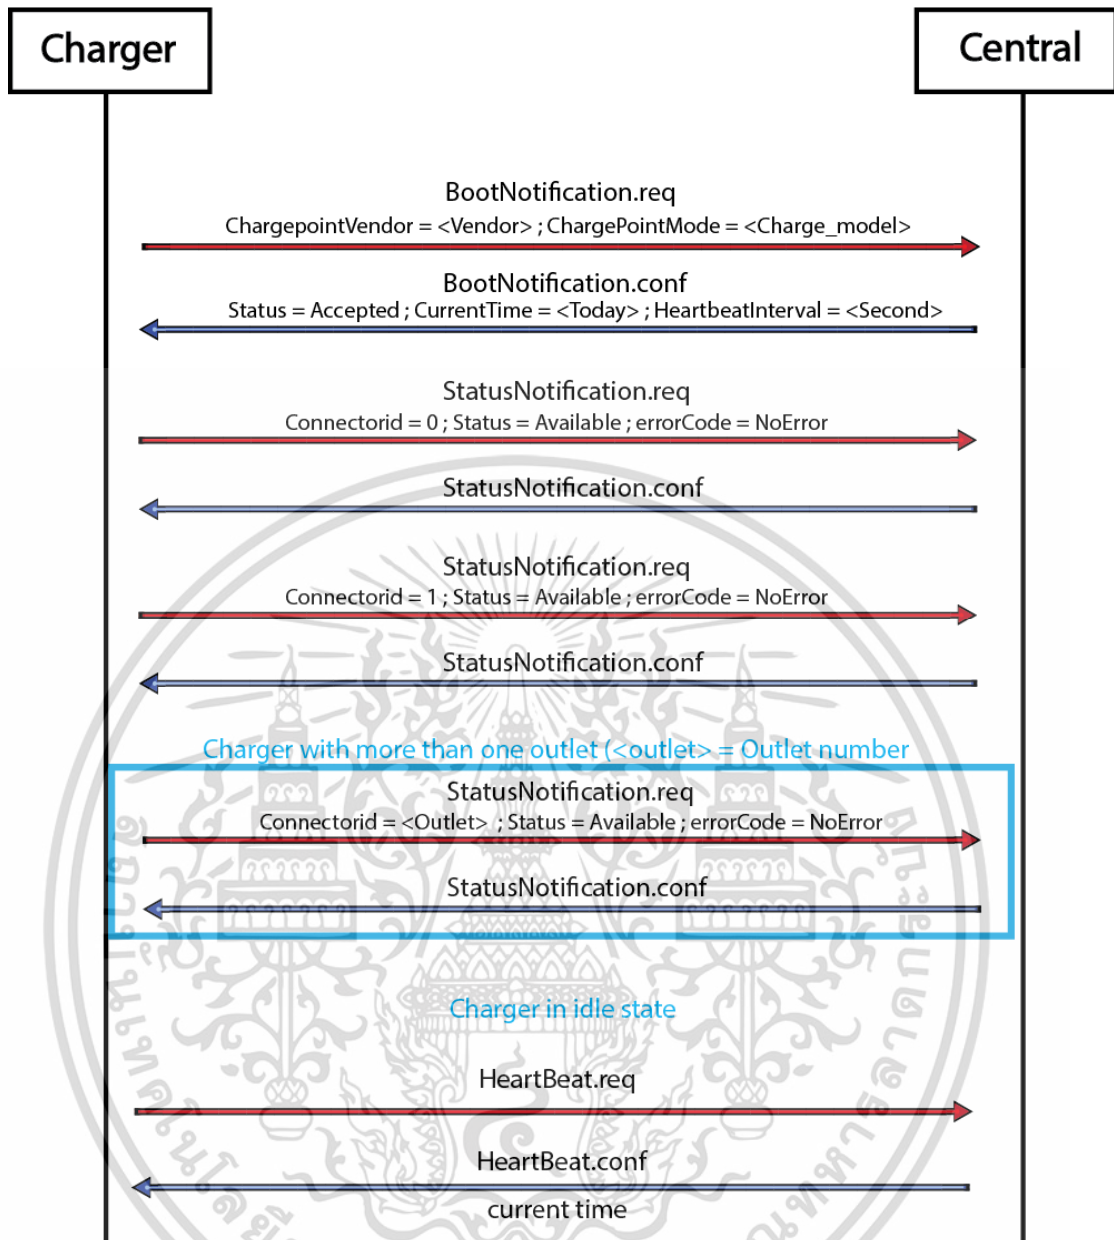 Charger
Central
BootNotification.req
ChargepointVendor = <Vendor> ; ChargePointMode = <Charge_model>
BootNotification.conf
Status = Accepted ; CurrentTime = <Today> ; HeartbeatInterval = <Second>
StatusNotification.req
Connectorid = 0 ; Status = Available ; errorCode = NoError
StatusNotification.conf
StatusNotification.req
Connectorid = 1 ; Status = Available ; errorCode = NoError
StatusNotification.conf
Charger with more than one outlet (<outlet> = Outlet number
StatusNotification.req
Connectorid = <Outlet> ; Status = Available ; errorCode = NoError
StatusNotification.conf
Charger in idle state
HeartBeat.req
HeartBeat.conf
current time